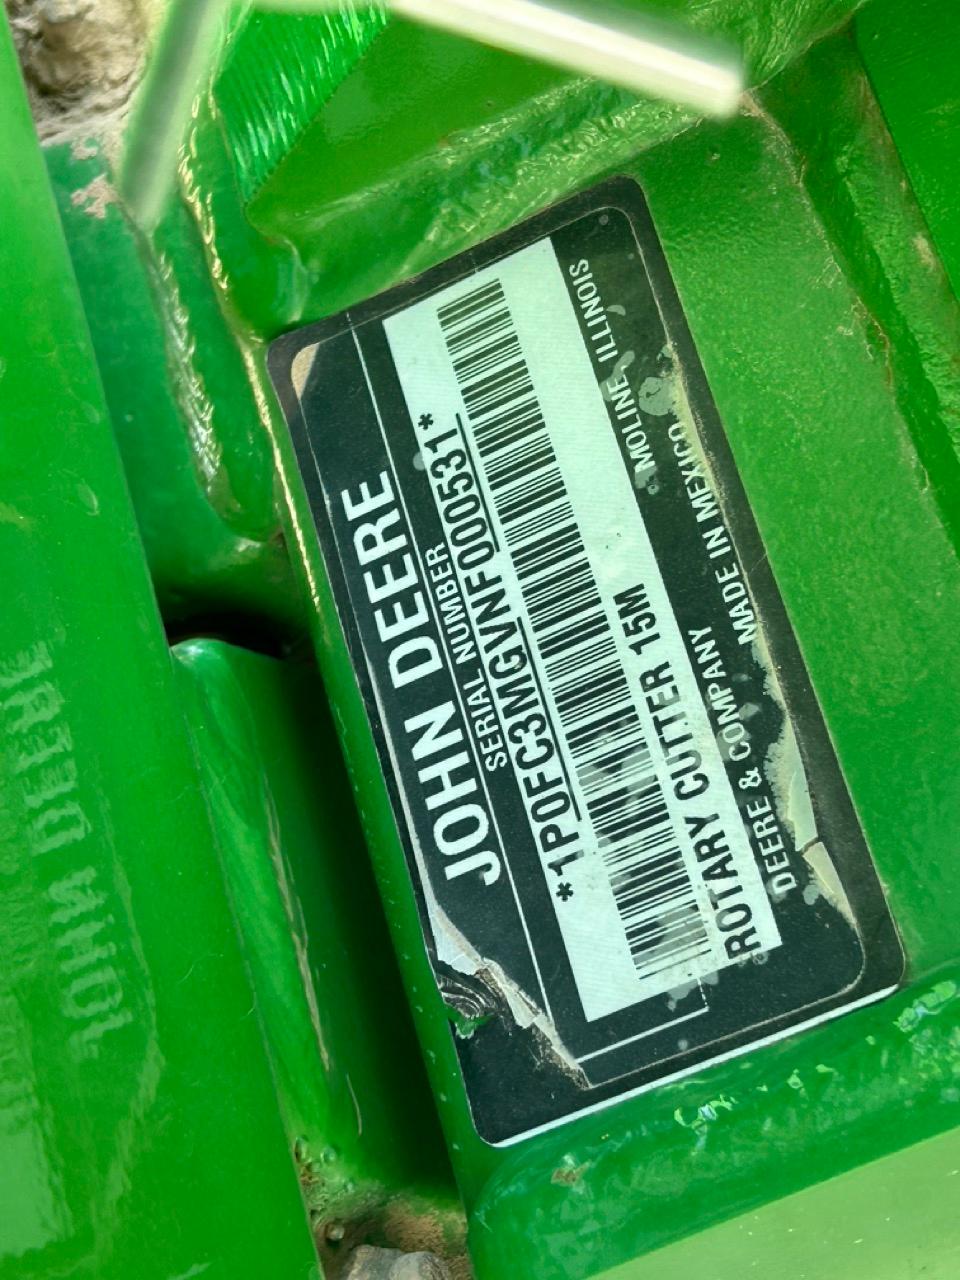 JOHN DEERE
SERIAL NUMBER
*1P0FC3MGVNF000531*
ROTARY CUTTER 15M
DEERE & COMPANY MOLINE, ILLINOIS
MADE IN MEXICO
JOHN DEERE